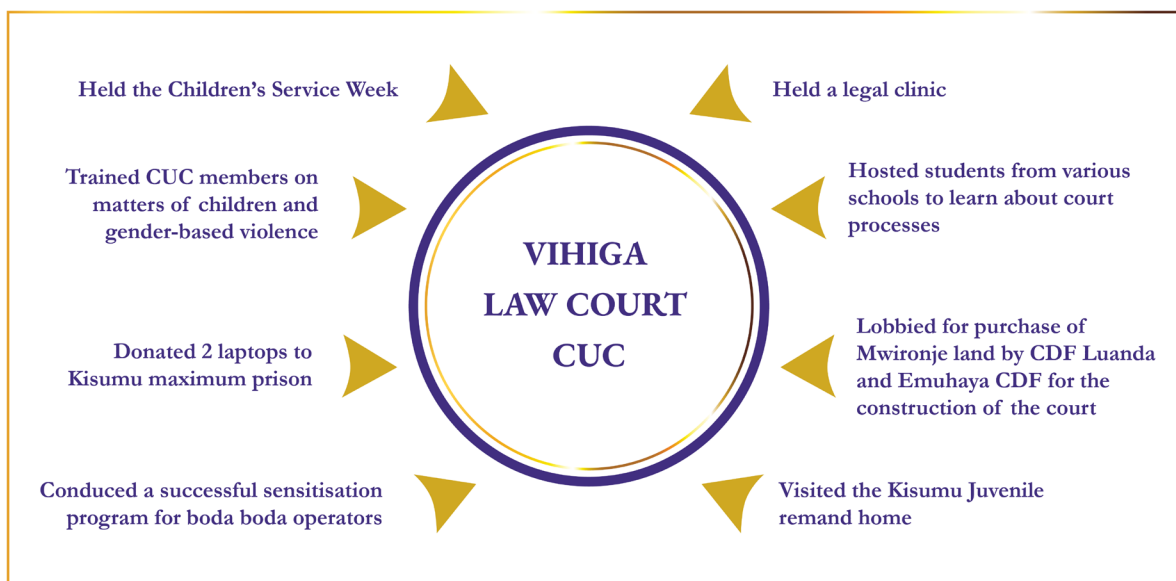 Held the Children’s Service Week
Trained CUC members on
matters of children and
gender-based violence
Donated 2 laptops to
Kisumu maximum prison
Conducted a successful sensitisation
program for boda boda operators
VIHIGA
LAW COURT
CUC
Held a legal clinic
Hosted students from various
schools to learn about court
processes
Lobbied for purchase of
Mwironje land by CDF Luanda
and Emuhaya CDF for the
construction of the court
Visited the Kisumu Juvenile
remand home